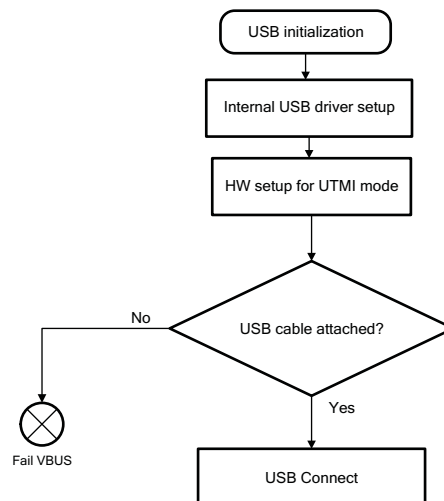 USB initialization
Internal USB driver setup
HW setup for UTMI mode
USB cable attached?
No
Yes
Fail VBUS
USB Connect